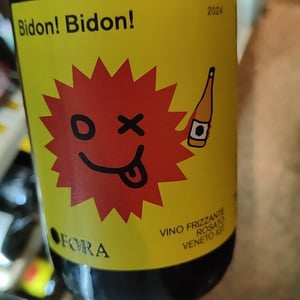 Bidon! Bidon!
2024
FORA
VINO FRIZZANTE
ROSATO
VENETO IGT